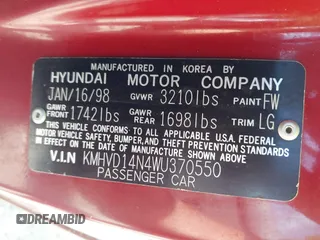 MANUFACTURED IN KOREA BY
HYUNDAI MOTOR COMPANY
JAN/16/98 GVWR 3210lbs PAINT FW
GAWR FRONT 1742lbs GAWR REAR 1698lbs TRIM LG
THIS VEHICLE CONFORMS TO ALL APPLICABLE U.S.A FEDERAL
MOTOR VEHICLE SAFETY AND BUMPER STANDARDS IN
EFFECT ON THE DATE OF MANUFACTURE SHOWN ABOVE.
V.I.N KMHVD14N4WU370550
PASSENGER CAR
DREAMBID